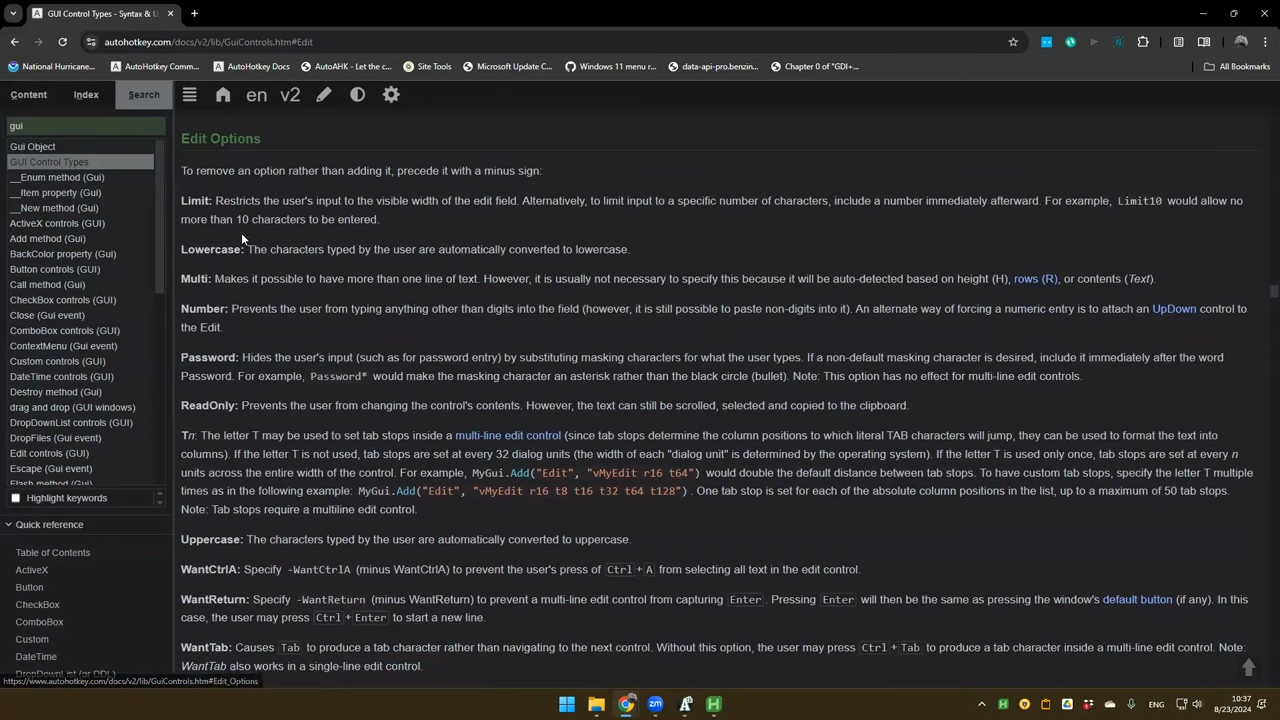 GUI Control Types - Syntax & U
autohotkey.com/docs/v2/lib/GuiControls.htm#Edit
National Hurricane...
AutoHotkey Comm...
AutoHotkey Docs
AutoAHK - Let the c...
Site Tools
Microsoft Update C...
Windows 11 menu r...
data-api-pro.benzin...
Chapter 0 of "GDI+...
All Bookmarks
Content
Index
Search
en
v2
gui
Gui Object
GUI Control Types
__Enum method (Gui)
__Item property (Gui)
__New method (Gui)
ActiveX controls (GUI)
Add method (Gui)
BackColor property (Gui)
Button controls (GUI)
Call method (Gui)
CheckBox controls (GUI)
Close (Gui event)
ComboBox controls (GUI)
ContextMenu (Gui event)
Custom controls (GUI)
DateTime controls (GUI)
Destroy method (Gui)
drag and drop (GUI windows)
DropDownList controls (GUI)
DropFiles (Gui event)
Edit controls (GUI)
Escape (Gui event)
Flash method (Gui)
Highlight keywords
Quick reference
Table of Contents
ActiveX
Button
CheckBox
ComboBox
Custom
DateTime
DropDownList (or DDL)
https://www.autohotkey.com/docs/v2/lib/GuiControls.htm#Edit_Options
Edit Options
To remove an option rather than adding it, precede it with a minus sign:
Limit: Restricts the user's input to the visible width of the edit field. Alternatively, to limit input to a specific number of characters, include a number immediately afterward. For example, Limit10 would allow no
more than 10 characters to be entered.
Lowercase: The characters typed by the user are automatically converted to lowercase.
Multi: Makes it possible to have more than one line of text. However, it is usually not necessary to specify this because it will be auto-detected based on height (H), rows (R), or contents (Text).
Number: Prevents the user from typing anything other than digits into the field (however, it is still possible to paste non-digits into it). An alternate way of forcing a numeric entry is to attach an UpDown control to
the Edit.
Password: Hides the user's input (such as for password entry) by substituting masking characters for what the user types. If a non-default masking character is desired, include it immediately after the word
Password. For example, Password* would make the masking character an asterisk rather than the black circle (bullet). Note: This option has no effect for multi-line edit controls.
ReadOnly: Prevents the user from changing the control's contents. However, the text can still be scrolled, selected and copied to the clipboard.
Tn: The letter T may be used to set tab stops inside a multi-line edit control (since tab stops determine the column positions to which literal TAB characters will jump, they can be used to format the text into
columns). If the letter T is not used, tab stops are set at every 32 dialog units (the width of each "dialog unit" is determined by the operating system). If the letter T is used only once, tab stops are set at every n
units across the entire width of the control. For example, MyGui.Add("Edit", "vMyEdit r16 t64") would double the default distance between tab stops. To have custom tab stops, specify the letter T multiple
times as in the following example: MyGui.Add("Edit", "vMyEdit r16 t8 t16 t32 t64 t128"). One tab stop is set for each of the absolute column positions in the list, up to a maximum of 50 tab stops.
Note: Tab stops require a multiline edit control.
Uppercase: The characters typed by the user are automatically converted to uppercase.
WantCtrlA: Specify -WantCtrlA (minus WantCtrlA) to prevent the user's press of Ctrl+A from selecting all text in the edit control.
WantReturn: Specify -WantReturn (minus WantReturn) to prevent a multi-line edit control from capturing Enter. Pressing Enter will then be the same as pressing the window's default button (if any). In this
case, the user may press Ctrl+Enter to start a new line.
WantTab: Causes Tab to produce a tab character rather than navigating to the next control. Without this option, the user may press Ctrl+Tab to produce a tab character inside a multi-line edit control. Note:
WantTab also works in a single-line edit control.
ENG
10:37
8/23/2024